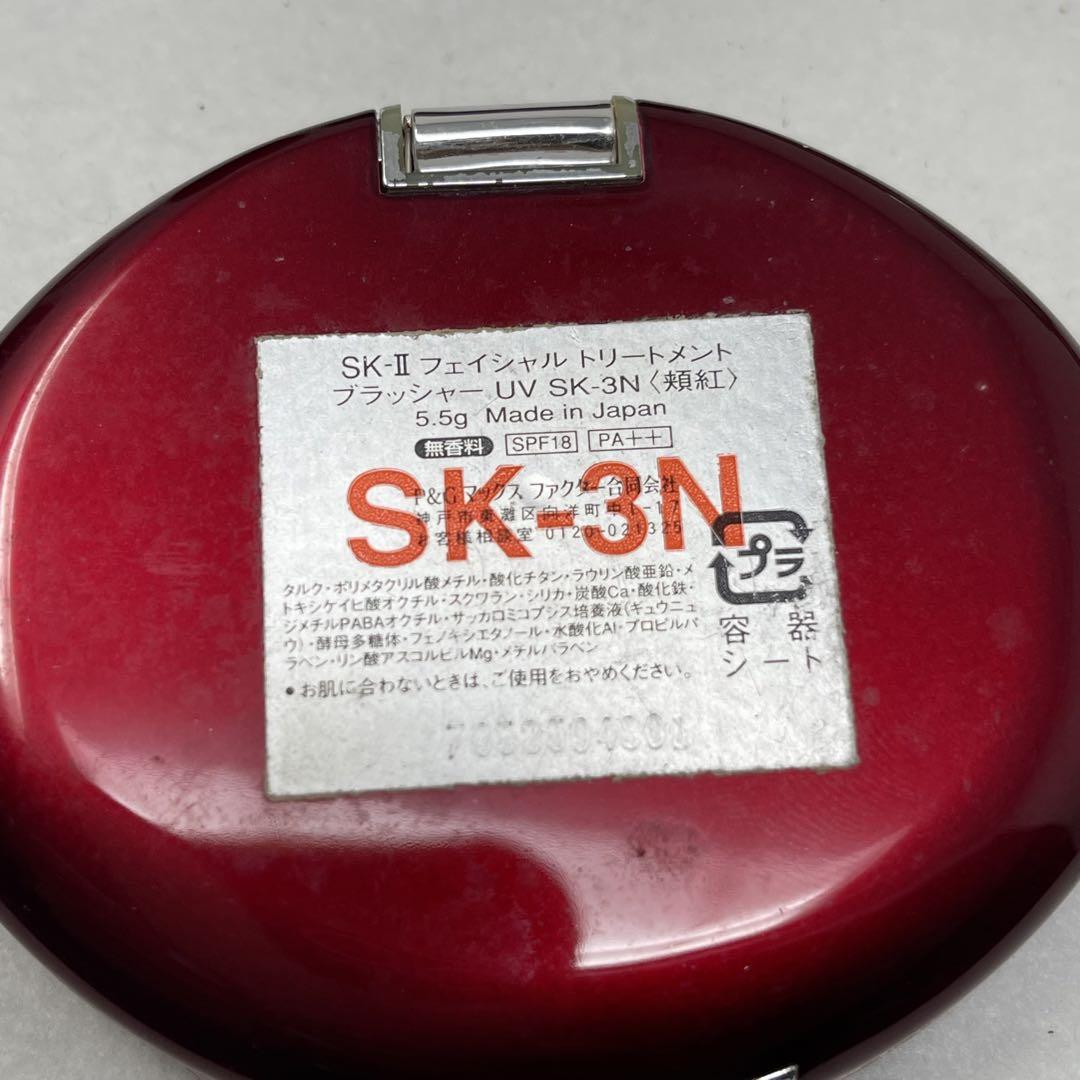 SK-Ⅱ フェイシャル トリートメント
ブラッシャー UV SK-3N〈頬紅〉
5.5g Made in Japan
無香料 SPF18 PA++
SK-3N
P&G マックス ファクター合同会社
神戸市東灘区向洋町中1-17
お客様相談室 0120-021325
プラ
容器
シート
タルク・ポリメタクリル酸メチル・酸化チタン・ラウリン酸亜鉛・メ
トキシケイヒ酸オクチル・スクワラン・シリカ・炭酸Ca・酸化鉄・
ジメチルPABAオクチル・サッカロミコプシス培養液(ギュウニュ
ウ)・酵母多糖体・フェノキシエタノール・水酸化Al・プロピルパ
ラベン・リン酸アスコルビルMg・メチルパラベン
●お肌に合わないときは、ご使用をおやめください。